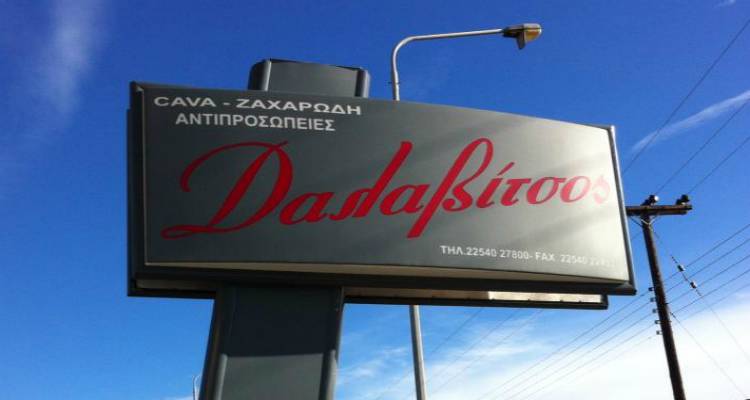 CAVA - ΖΑΧΑΡΩΔΗ
ΑΝΤΙΠΡΟΣΩΠΕΙΕΣ
Δαλαβίτσος
ΤΗΛ.22540 27800- FAX 22540